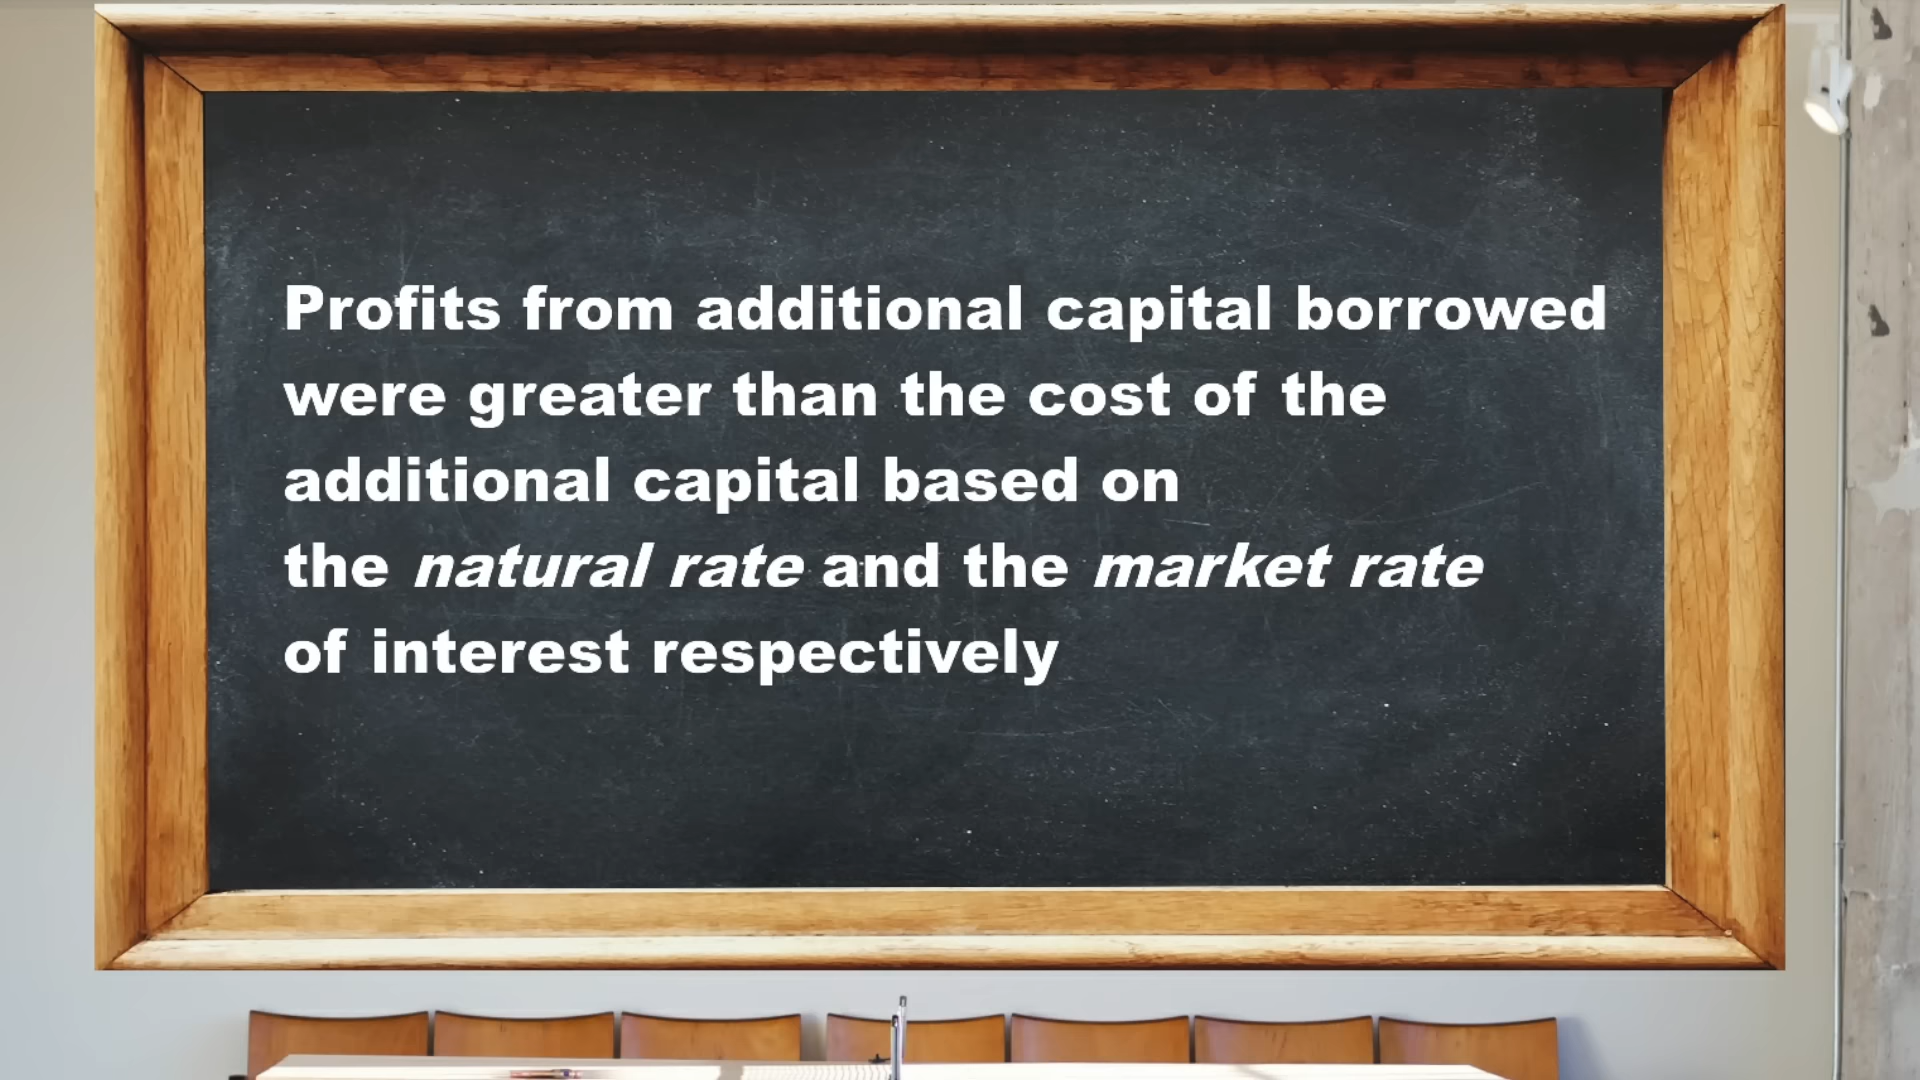 Profits from additional capital borrowed
were greater than the cost of the
additional capital based on
the natural rate and the market rate
of interest respectively